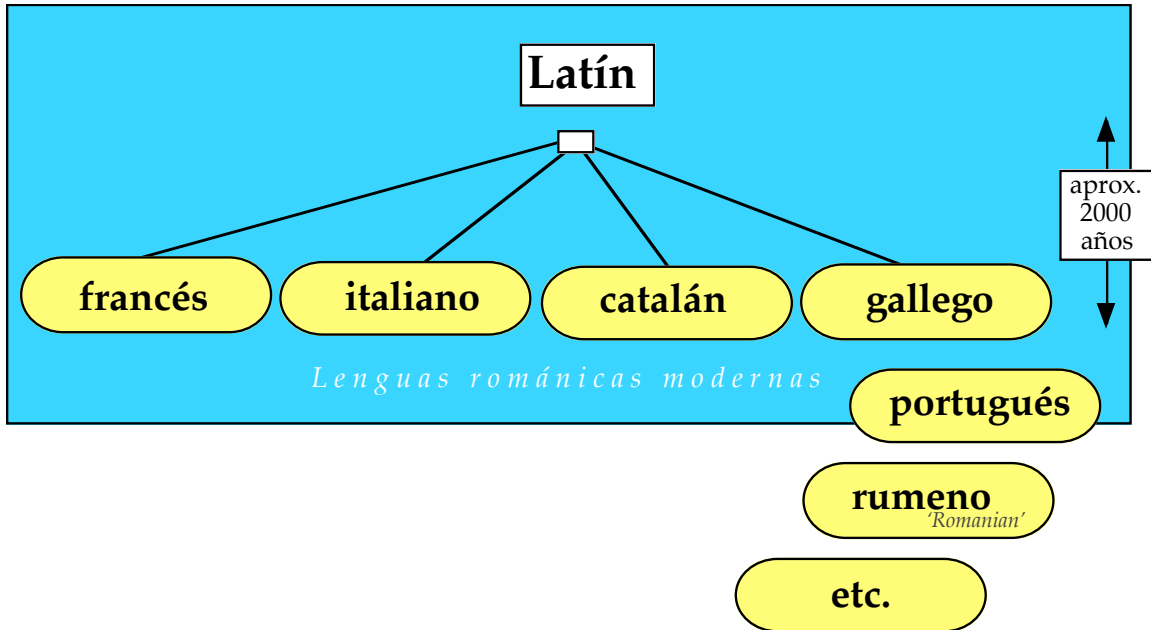 Latín
aprox.
2000
años
francés
italiano
catalán
gallego
Lenguas románicas modernas
portugués
rumeno
‘Romanian’
etc.